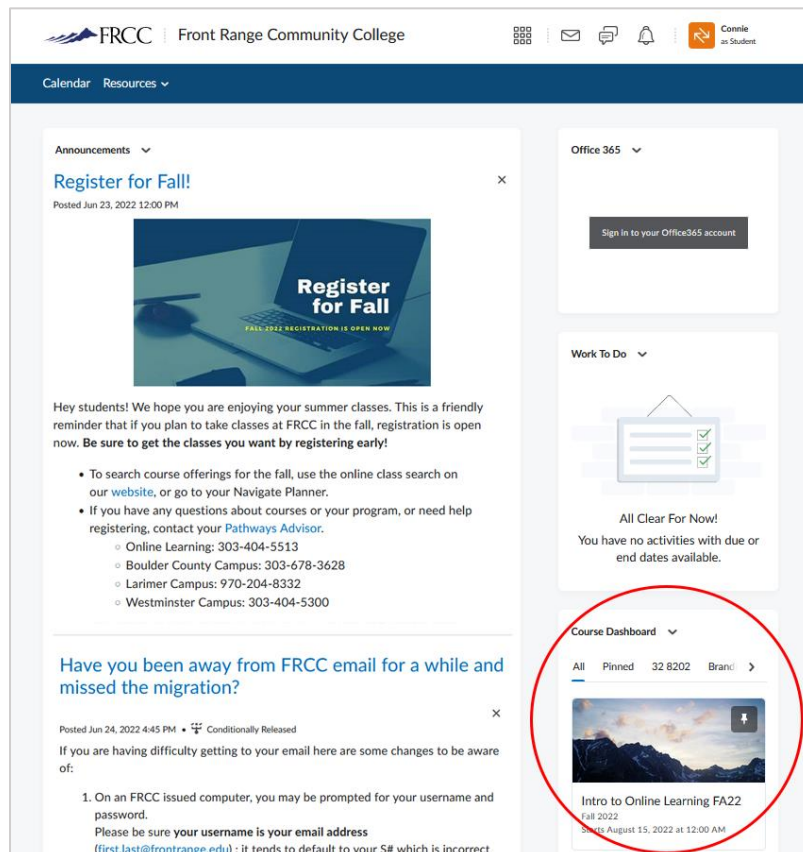 FRCC Front Range Community College
Connie
as Student
Calendar Resources
Announcements
Register for Fall!
Posted Jun 23, 2022 12:00 PM
Register
for Fall
FALL 2022 REGISTRATION IS OPEN NOW
Hey students! We hope you are enjoying your summer classes. This is a friendly
reminder that if you plan to take classes at FRCC in the fall, registration is open
now. Be sure to get the classes you want by registering early!
• To search course offerings for the fall, use the online class search on
our website, or go to your Navigate Planner.
• If you have any questions about courses or your program, or need help
registering, contact your Pathways Advisor.
◦ Online Learning: 303-404-5513
◦ Boulder County Campus: 303-678-3628
◦ Larimer Campus: 970-204-8332
◦ Westminster Campus: 303-404-5300
Have you been away from FRCC email for a while and
missed the migration?
Posted Jun 24, 2022 4:45 PM • Conditionally Released
If you are having difficulty getting to your email here are some changes to be aware
of:
1. On an FRCC issued computer, you may be prompted for your username and
password.
Please be sure your username is your email address
(first.last@frontrange.edu) ; it tends to default to your S# which is incorrect
Office 365
Sign in to your Office365 account
Work To Do
All Clear For Now!
You have no activities with due or
end dates available.
Course Dashboard
All Pinned 32 8202 Brand
Intro to Online Learning FA22
Fall 2022
Starts August 15, 2022 at 12:00 AM